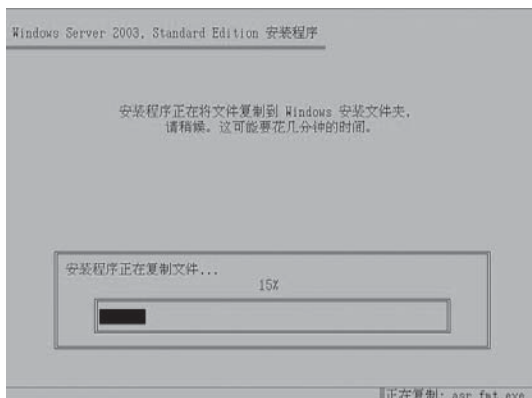 Windows Server 2003, Standard Edition 安装程序
安装程序正在将文件复制到 Windows 安装文件夹,
请稍候。这可能要花几分钟的时间。
安装程序正在复制文件...
15%
正在复制: asr_fmt.exe